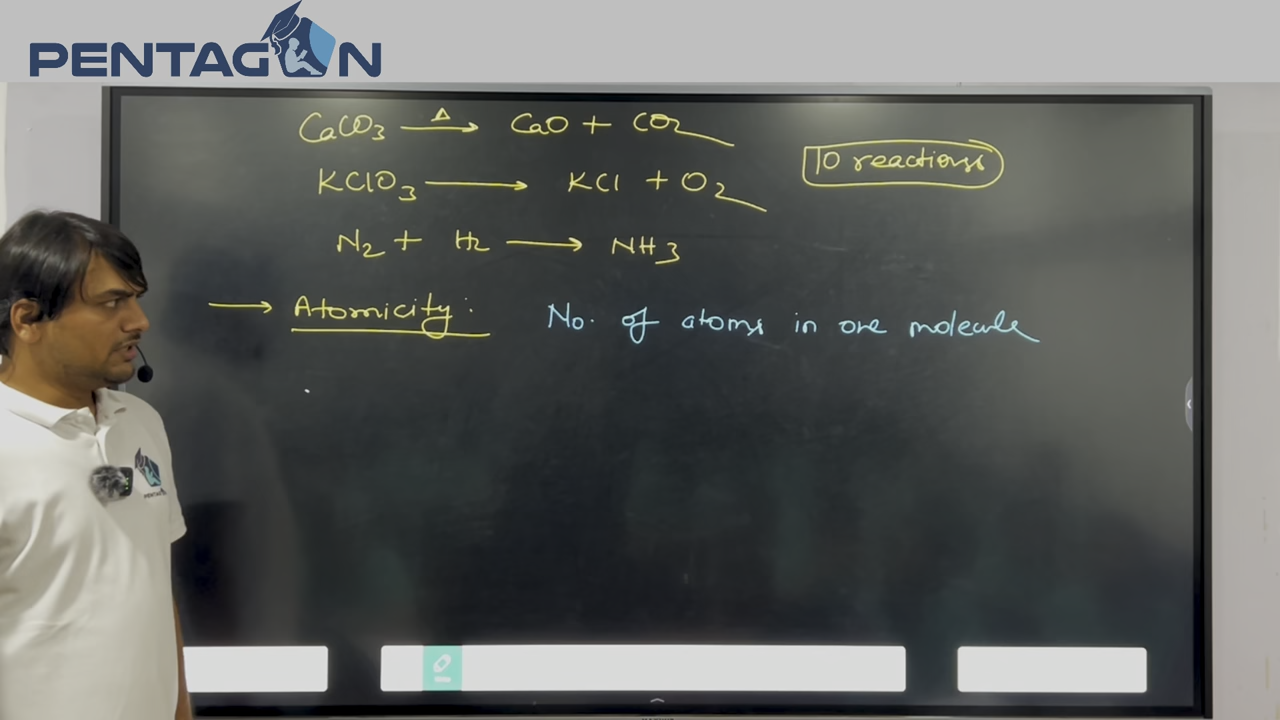 PENTAGON
CaCO3 —Δ→ CaO + CO2
10 reactions
KClO3 ⟶ KCl + O2
N2 + H2 ⟶ NH3
→ Atomicity: No. of atoms in one molecule
PENTAGON